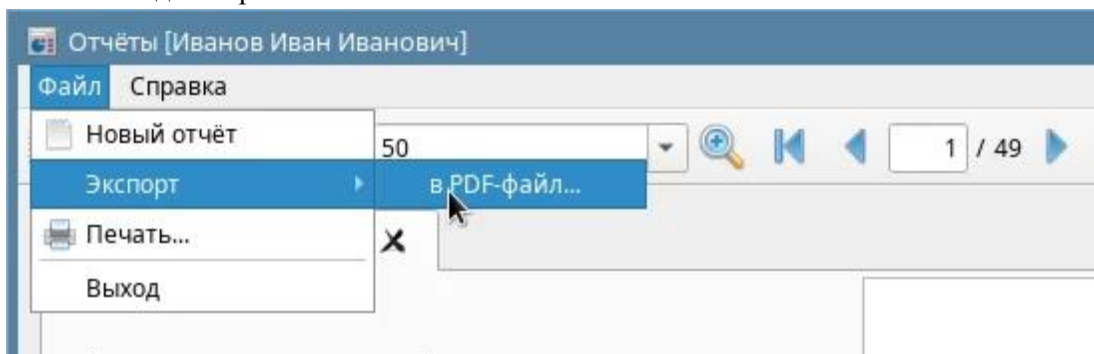 Отчёты [Иванов Иван Иванович]
Файл Справка
Новый отчёт
50
1 / 49
Экспорт
в PDF-файл...
Печать...
Выход